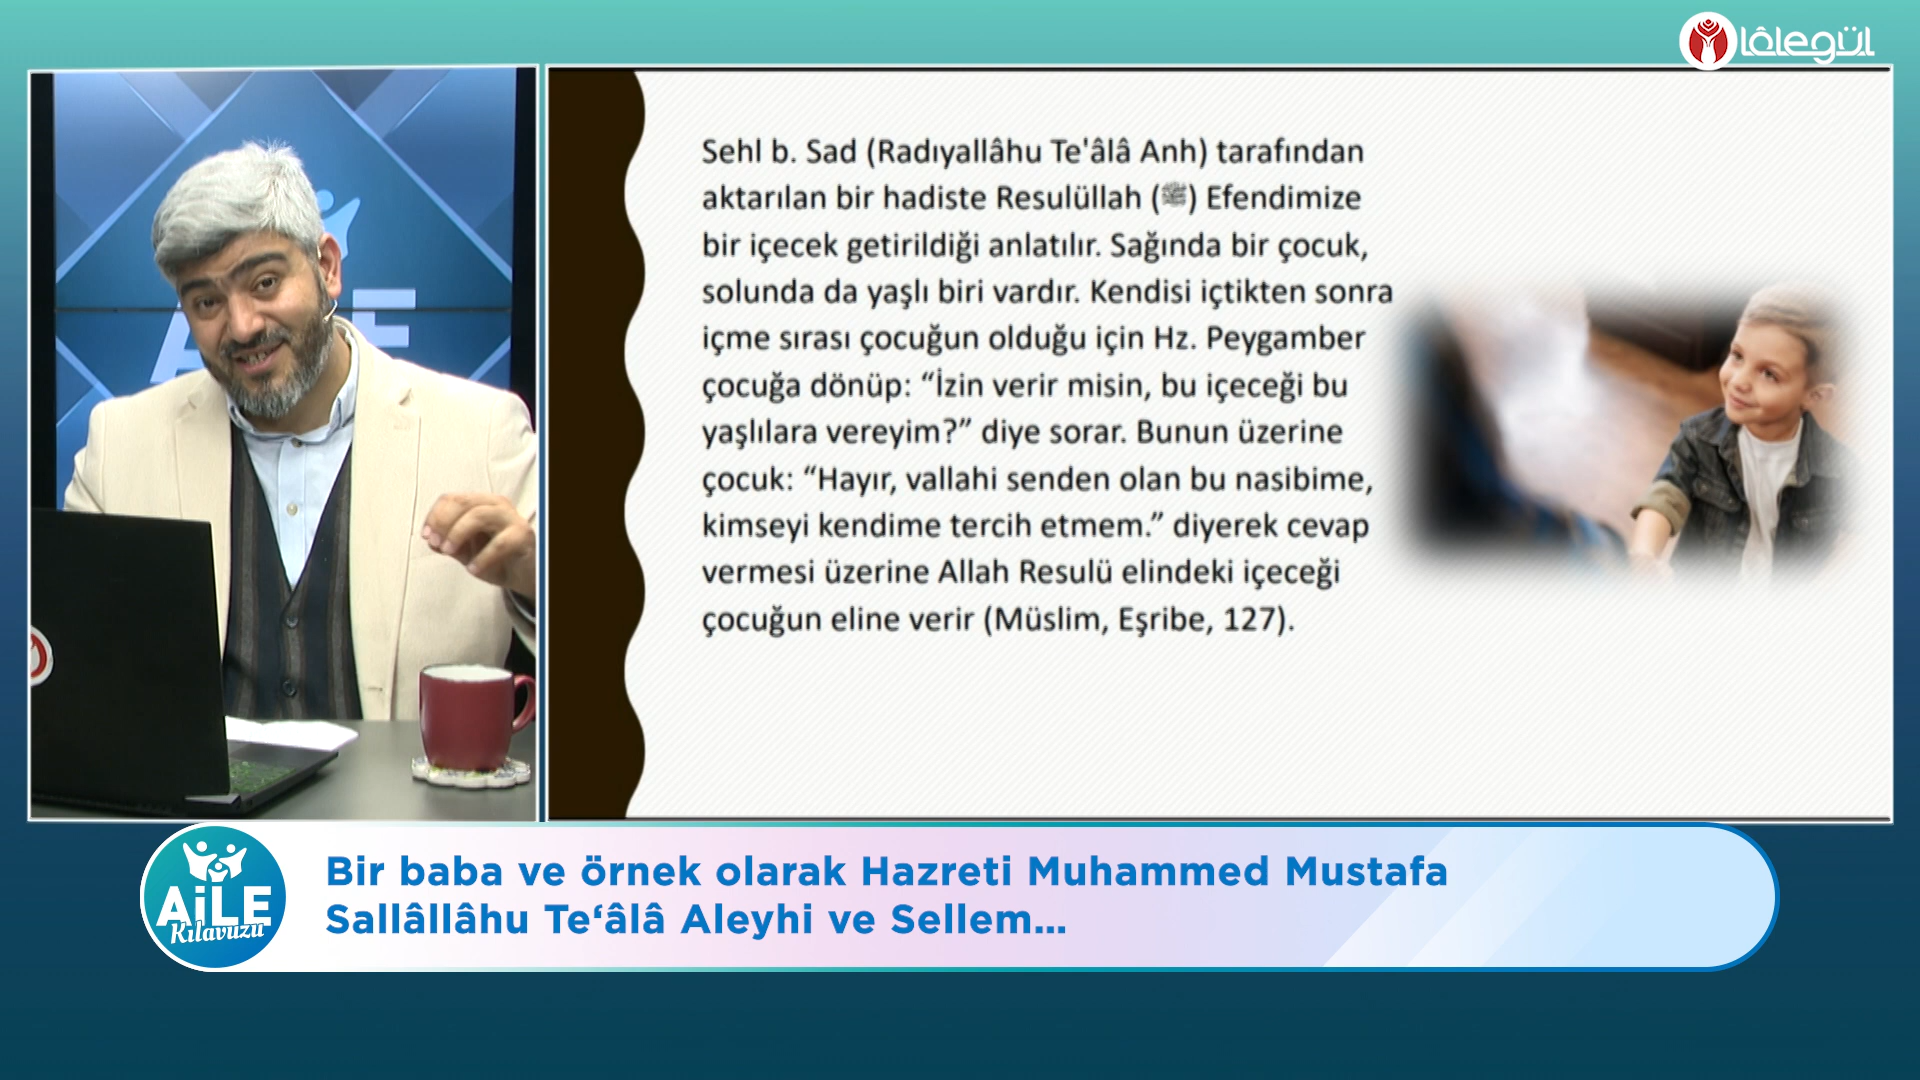 lâlegül
Sehl b. Sad (Radıyallâhu Te'âlâ Anh) tarafından
aktarılan bir hadiste Resulüllah (ﷺ) Efendimize
bir içecek getirildiği anlatılır. Sağında bir çocuk,
solunda da yaşlı biri vardır. Kendisi içtikten sonra
içme sırası çocuğun olduğu için Hz. Peygamber
çocuğa dönüp: “İzin verir misin, bu içeceği bu
yaşlılara vereyim?” diye sorar. Bunun üzerine
çocuk: “Hayır, vallahi senden olan bu nasibime,
kimseyi kendime tercih etmem.” diyerek cevap
vermesi üzerine Allah Resulü elindeki içeceği
çocuğun eline verir (Müslim, Eşribe, 127).
AİLE
Kılavuzu
Bir baba ve örnek olarak Hazreti Muhammed Mustafa
Sallâllâhu Te‘âlâ Aleyhi ve Sellem...